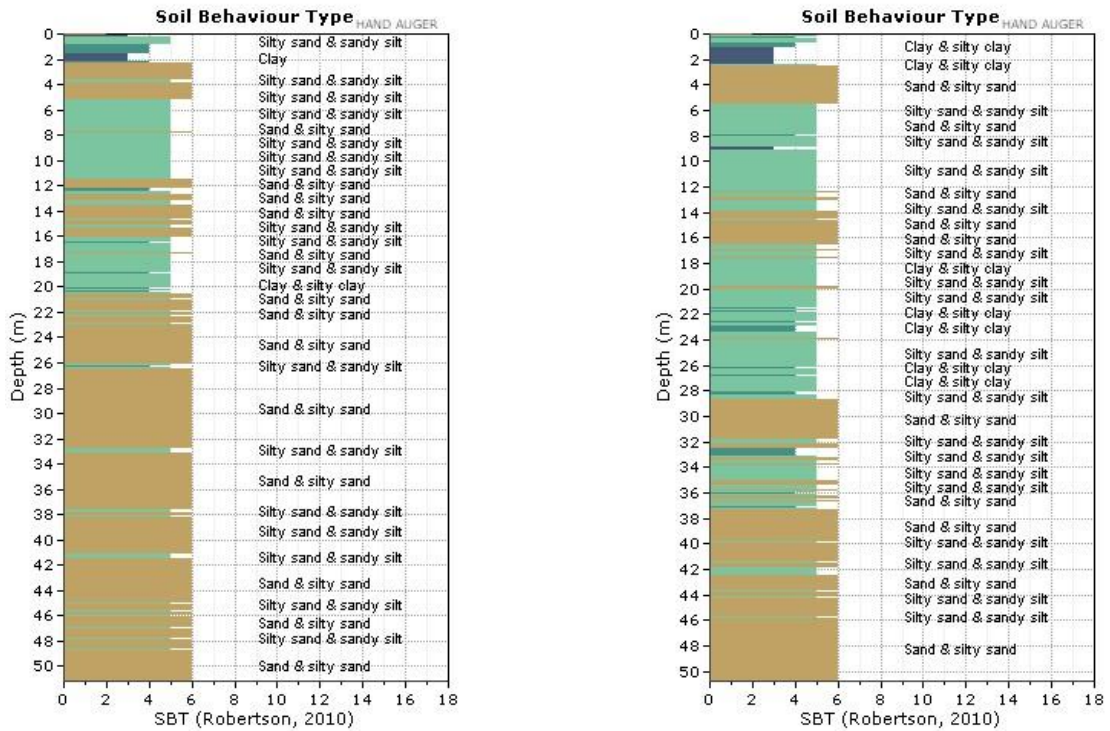 Soil Behaviour Type HAND AUGER
0
2
4
6
8
10
12
14
16
18
20
22
24
26
28
30
32
34
36
38
40
42
44
46
48
50
Depth (m)
Silty sand & sandy silt
Clay
Silty sand & sandy silt
Silty sand & sandy silt
Silty sand & sandy silt
Sand & silty sand
Silty sand & sandy silt
Silty sand & sandy silt
Silty sand & sandy silt
Sand & silty sand
Sand & silty sand
Sand & silty sand
Silty sand & sandy silt
Silty sand & sandy silt
Sand & silty sand
Silty sand & sandy silt
Clay & silty clay
Sand & silty sand
Sand & silty sand
Sand & silty sand
Silty sand & sandy silt
Sand & silty sand
Silty sand & sandy silt
Sand & silty sand
Silty sand & sandy silt
Silty sand & sandy silt
Silty sand & sandy silt
Sand & silty sand
Silty sand & sandy silt
Sand & silty sand
Silty sand & sandy silt
Sand & silty sand
0 2 4 6 8 10 12 14 16 18
SBT (Robertson, 2010)
Soil Behaviour Type HAND AUGER
0
2
4
6
8
10
12
14
16
18
20
22
24
26
28
30
32
34
36
38
40
42
44
46
48
50
Depth (m)
Clay & silty clay
Clay & silty clay
Sand & silty sand
Silty sand & sandy silt
Sand & silty sand
Silty sand & sandy silt
Silty sand & sandy silt
Sand & silty sand
Silty sand & sandy silt
Sand & silty sand
Sand & silty sand
Silty sand & sandy silt
Clay & silty clay
Silty sand & sandy silt
Silty sand & sandy silt
Clay & silty clay
Clay & silty clay
Silty sand & sandy silt
Clay & silty clay
Clay & silty clay
Silty sand & sandy silt
Sand & silty sand
Silty sand & sandy silt
Silty sand & sandy silt
Silty sand & sandy silt
Silty sand & sandy silt
Sand & silty sand
Sand & silty sand
Silty sand & sandy silt
Silty sand & sandy silt
Sand & silty sand
Silty sand & sandy silt
Silty sand & sandy silt
Sand & silty sand
0 2 4 6 8 10 12 14 16 18
SBT (Robertson, 2010)